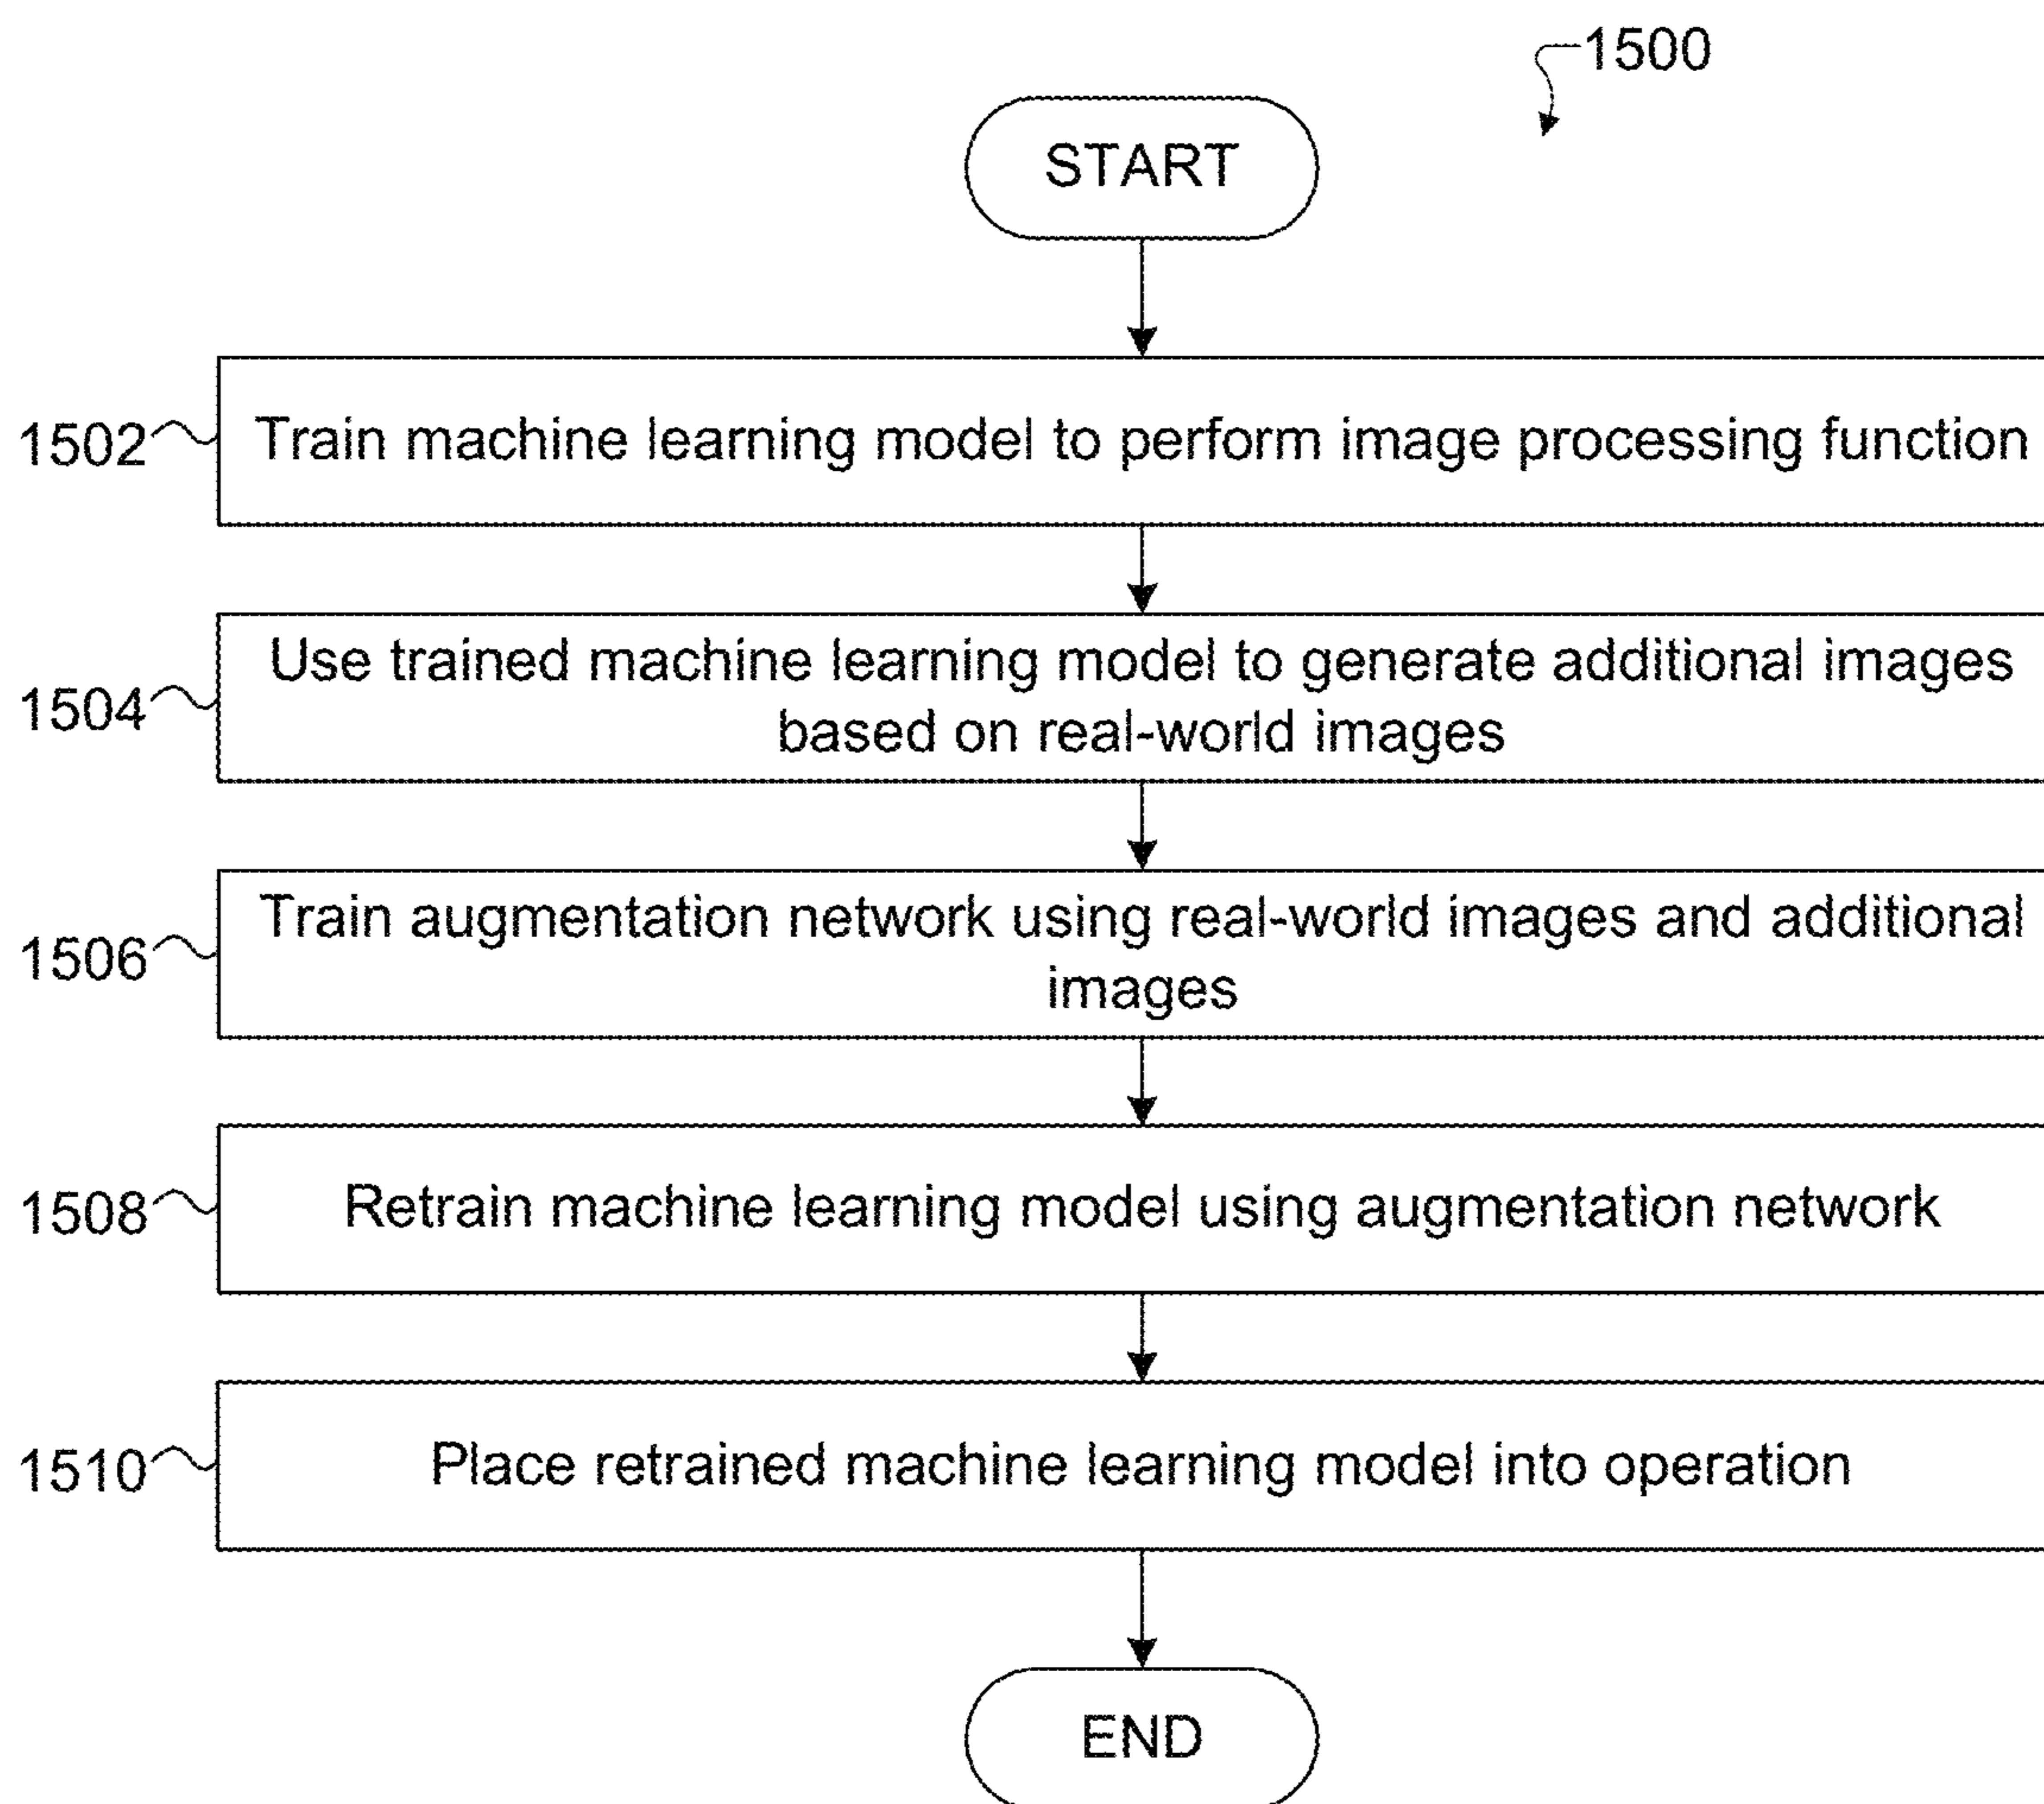 1500
START
1502
Train machine learning model to perform image processing function
1504
Use trained machine learning model to generate additional images
based on real-world images
1506
Train augmentation network using real-world images and additional
images
1508
Retrain machine learning model using augmentation network
1510
Place retrained machine learning model into operation
END